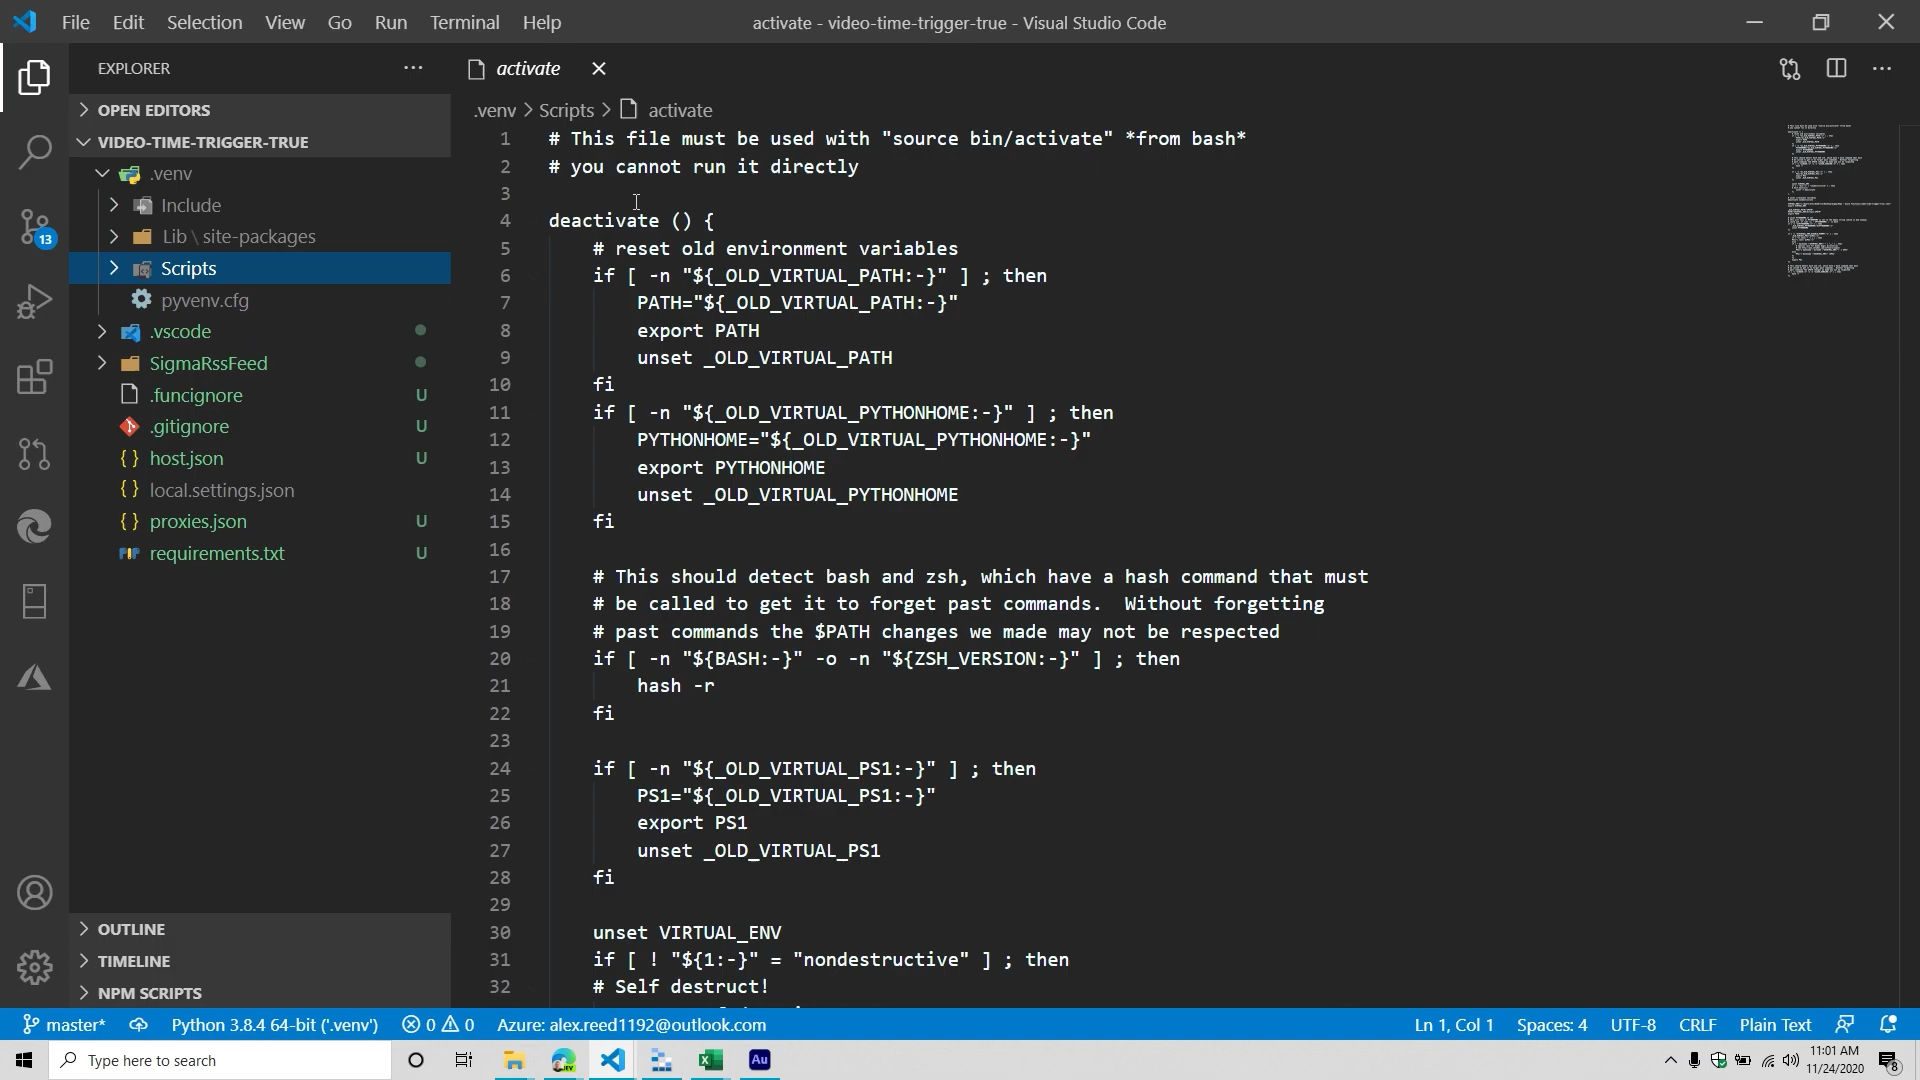 File Edit Selection View Go Run Terminal Help
activate - video-time-trigger-true - Visual Studio Code
EXPLORER
activate
OPEN EDITORS
VIDEO-TIME-TRIGGER-TRUE
.venv
Include
Lib \ site-packages
Scripts
pyvenv.cfg
.vscode
SigmaRssFeed
.funcignore U
.gitignore U
host.json U
local.settings.json
proxies.json U
requirements.txt U
13
OUTLINE
TIMELINE
NPM SCRIPTS
.venv > Scripts > activate
1 # This file must be used with "source bin/activate" *from bash*
2 # you cannot run it directly
3
4 deactivate () {
5 # reset old environment variables
6 if [ -n "${_OLD_VIRTUAL_PATH:-}" ] ; then
7 PATH="${_OLD_VIRTUAL_PATH:-}"
8 export PATH
9 unset _OLD_VIRTUAL_PATH
10 fi
11 if [ -n "${_OLD_VIRTUAL_PYTHONHOME:-}" ] ; then
12 PYTHONHOME="${_OLD_VIRTUAL_PYTHONHOME:-}"
13 export PYTHONHOME
14 unset _OLD_VIRTUAL_PYTHONHOME
15 fi
16
17 # This should detect bash and zsh, which have a hash command that must
18 # be called to get it to forget past commands.  Without forgetting
19 # past commands the $PATH changes we made may not be respected
20 if [ -n "${BASH:-}" -o -n "${ZSH_VERSION:-}" ] ; then
21 hash -r
22 fi
23
24 if [ -n "${_OLD_VIRTUAL_PS1:-}" ] ; then
25 PS1="${_OLD_VIRTUAL_PS1:-}"
26 export PS1
27 unset _OLD_VIRTUAL_PS1
28 fi
29
30 unset VIRTUAL_ENV
31 if [ ! "${1:-}" = "nondestructive" ] ; then
32 # Self destruct!
master* Python 3.8.4 64-bit ('.venv') 0 0 Azure: alex.reed1192@outlook.com Ln 1, Col 1 Spaces: 4 UTF-8 CRLF Plain Text
Type here to search
Au
11:01 AM
11/24/2020
8